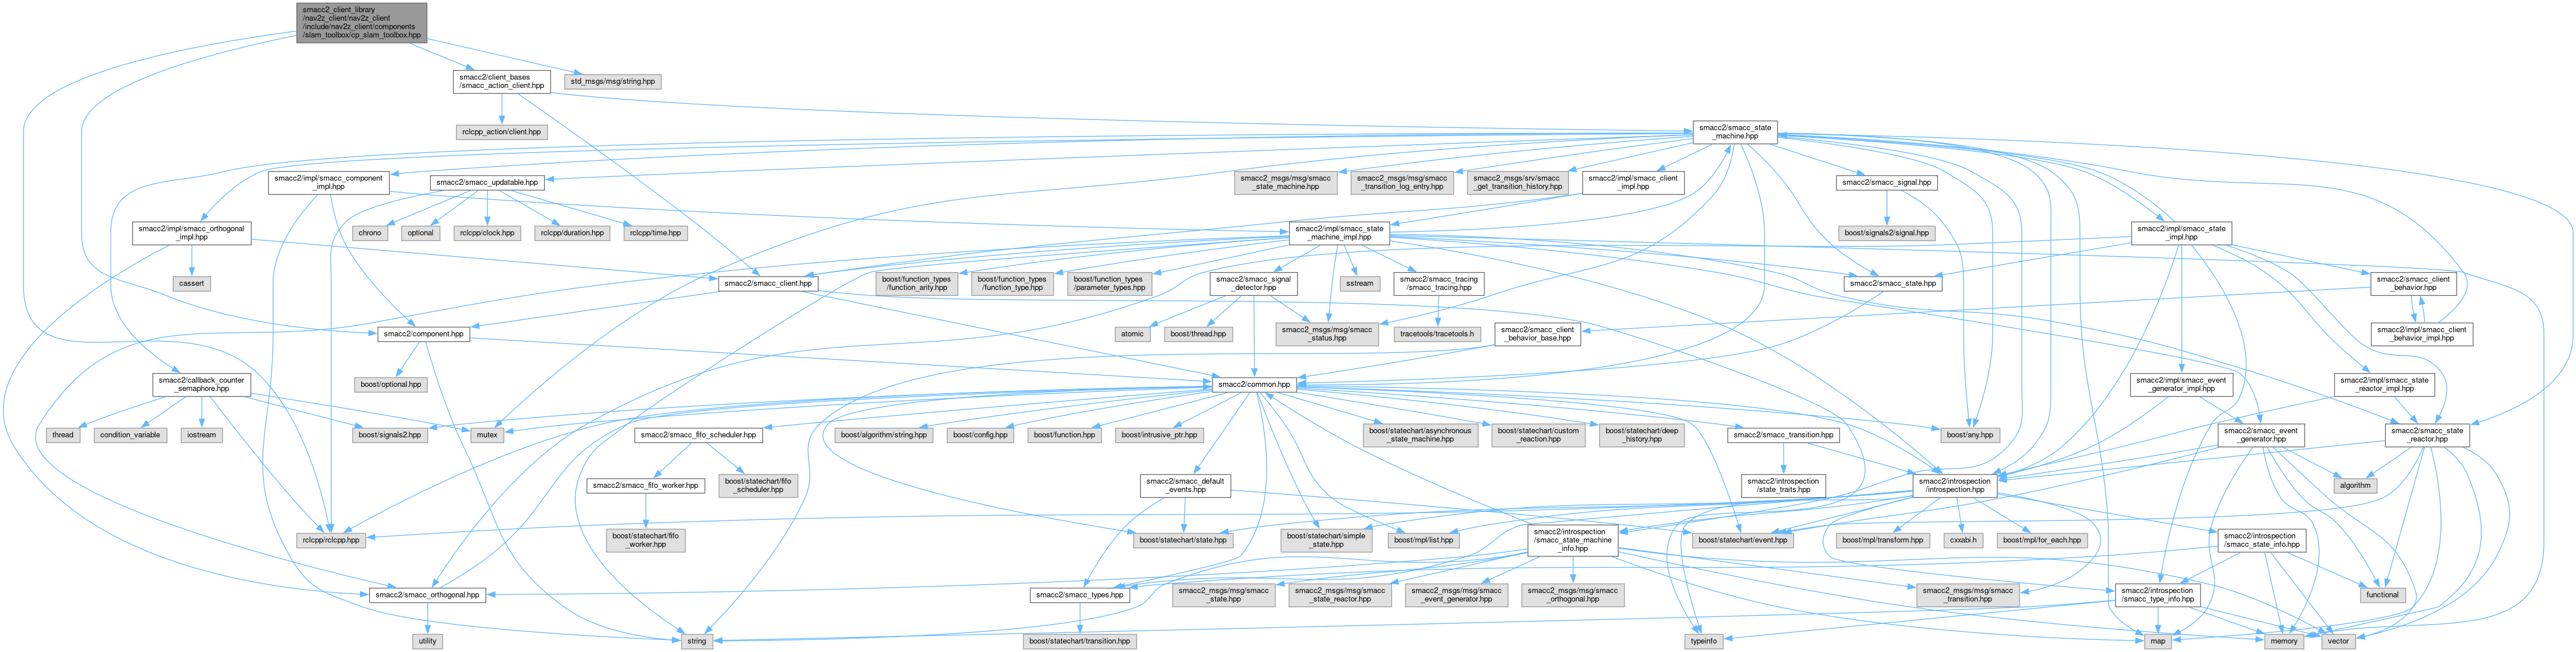 smacc2_client_library
/nav2z_client/nav2z_client
/include/nav2z_client/components
/slam_toolbox/cp_slam_toolbox.hpp
smacc2/client_bases
/smacc_action_client.hpp
std_msgs/msg/string.hpp
rclcpp_action/client.hpp
smacc2/smacc_state
_machine.hpp
smacc2/impl/smacc_component
_impl.hpp
smacc2/smacc_updatable.hpp
smacc2_msgs/msg/smacc
_state_machine.hpp
smacc2_msgs/msg/smacc
_transition_log_entry.hpp
smacc2_msgs/srv/smacc
_get_transition_history.hpp
smacc2/impl/smacc_client
_impl.hpp
smacc2/smacc_signal.hpp
smacc2/impl/smacc_orthogonal
_impl.hpp
chrono
optional
rclcpp/clock.hpp
rclcpp/duration.hpp
rclcpp/time.hpp
smacc2/impl/smacc_state
_machine_impl.hpp
boost/signals2/signal.hpp
smacc2/impl/smacc_state
_impl.hpp
cassert
smacc2/smacc_client.hpp
boost/function_types
/function_arity.hpp
boost/function_types
/function_type.hpp
boost/function_types
/parameter_types.hpp
smacc2/smacc_signal
_detector.hpp
sstream
smacc2/smacc_tracing
/smacc_tracing.hpp
smacc2/smacc_state.hpp
smacc2/smacc_client
_behavior.hpp
smacc2/component.hpp
atomic
boost/thread.hpp
smacc2_msgs/msg/smacc
_status.hpp
tracetools/tracetools.h
smacc2/smacc_client
_behavior_base.hpp
smacc2/impl/smacc_client
_behavior_impl.hpp
smacc2/callback_counter
_semaphore.hpp
boost/optional.hpp
smacc2/common.hpp
smacc2/impl/smacc_event
_generator_impl.hpp
smacc2/impl/smacc_state
_reactor_impl.hpp
thread
condition_variable
iostream
boost/signals2.hpp
mutex
smacc2/smacc_fifo_scheduler.hpp
boost/algorithm/string.hpp
boost/config.hpp
boost/function.hpp
boost/intrusive_ptr.hpp
boost/statechart/asynchronous
_state_machine.hpp
boost/statechart/custom
_reaction.hpp
boost/statechart/deep
_history.hpp
smacc2/smacc_transition.hpp
boost/any.hpp
smacc2/smacc_event
_generator.hpp
smacc2/smacc_state
_reactor.hpp
smacc2/smacc_fifo_worker.hpp
boost/statechart/fifo
_scheduler.hpp
smacc2/smacc_default
_events.hpp
smacc2/introspection
/state_traits.hpp
smacc2/introspection
/introspection.hpp
algorithm
rclcpp/rclcpp.hpp
boost/statechart/fifo
_worker.hpp
boost/statechart/state.hpp
boost/statechart/simple
_state.hpp
boost/mpl/list.hpp
smacc2/introspection
/smacc_state_machine
_info.hpp
boost/statechart/event.hpp
boost/mpl/transform.hpp
cxxabi.h
boost/mpl/for_each.hpp
smacc2/introspection
/smacc_state_info.hpp
smacc2/smacc_orthogonal.hpp
smacc2/smacc_types.hpp
smacc2_msgs/msg/smacc
_state.hpp
smacc2_msgs/msg/smacc
_state_reactor.hpp
smacc2_msgs/msg/smacc
_event_generator.hpp
smacc2_msgs/msg/smacc
_orthogonal.hpp
smacc2_msgs/msg/smacc
_transition.hpp
smacc2/introspection
/smacc_type_info.hpp
functional
utility
string
boost/statechart/transition.hpp
typeinfo
map
memory
vector